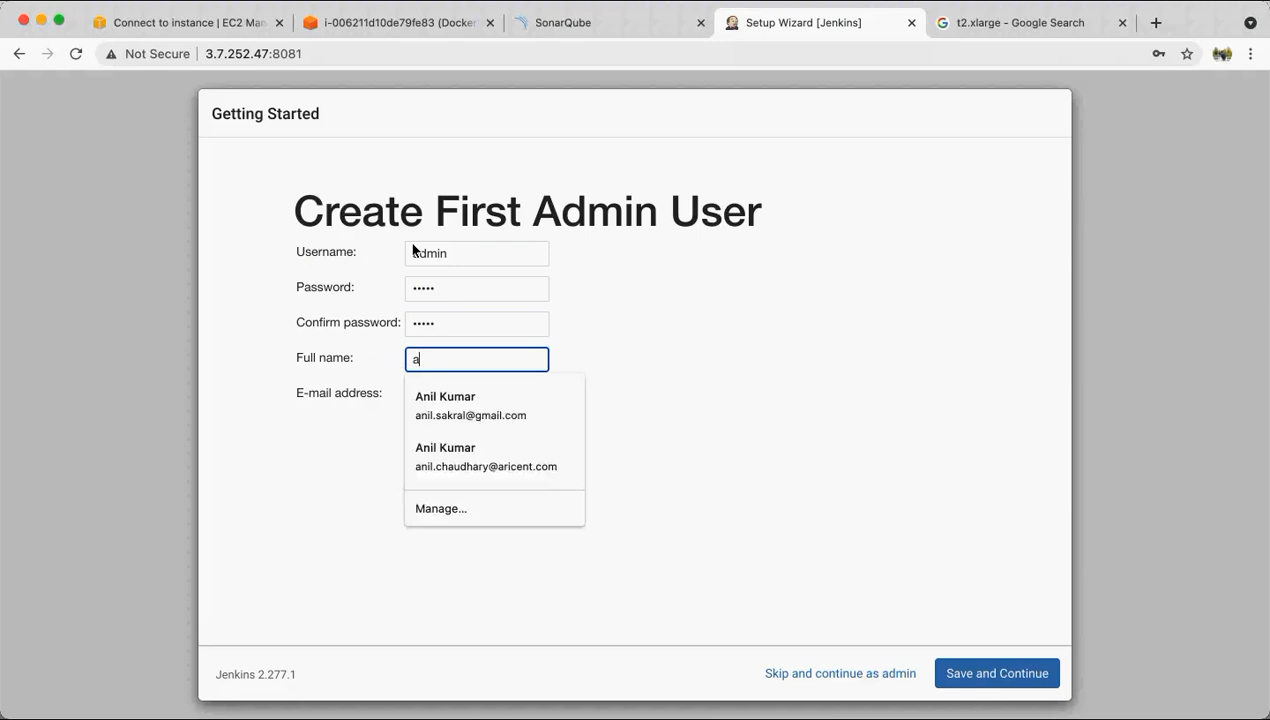 Connect to instance | EC2 Man
i-006211d10de79fe83 (Docker
SonarQube
Setup Wizard [Jenkins]
t2.xlarge - Google Search
Not Secure
3.7.252.47:8081
Getting Started
Create First Admin User
Username:
admin
Password:
•••••
Confirm password:
•••••
Full name:
a
E-mail address:
Anil Kumar
anil.sakral@gmail.com
Anil Kumar
anil.chaudhary@aricent.com
Manage...
Jenkins 2.277.1
Skip and continue as admin
Save and Continue